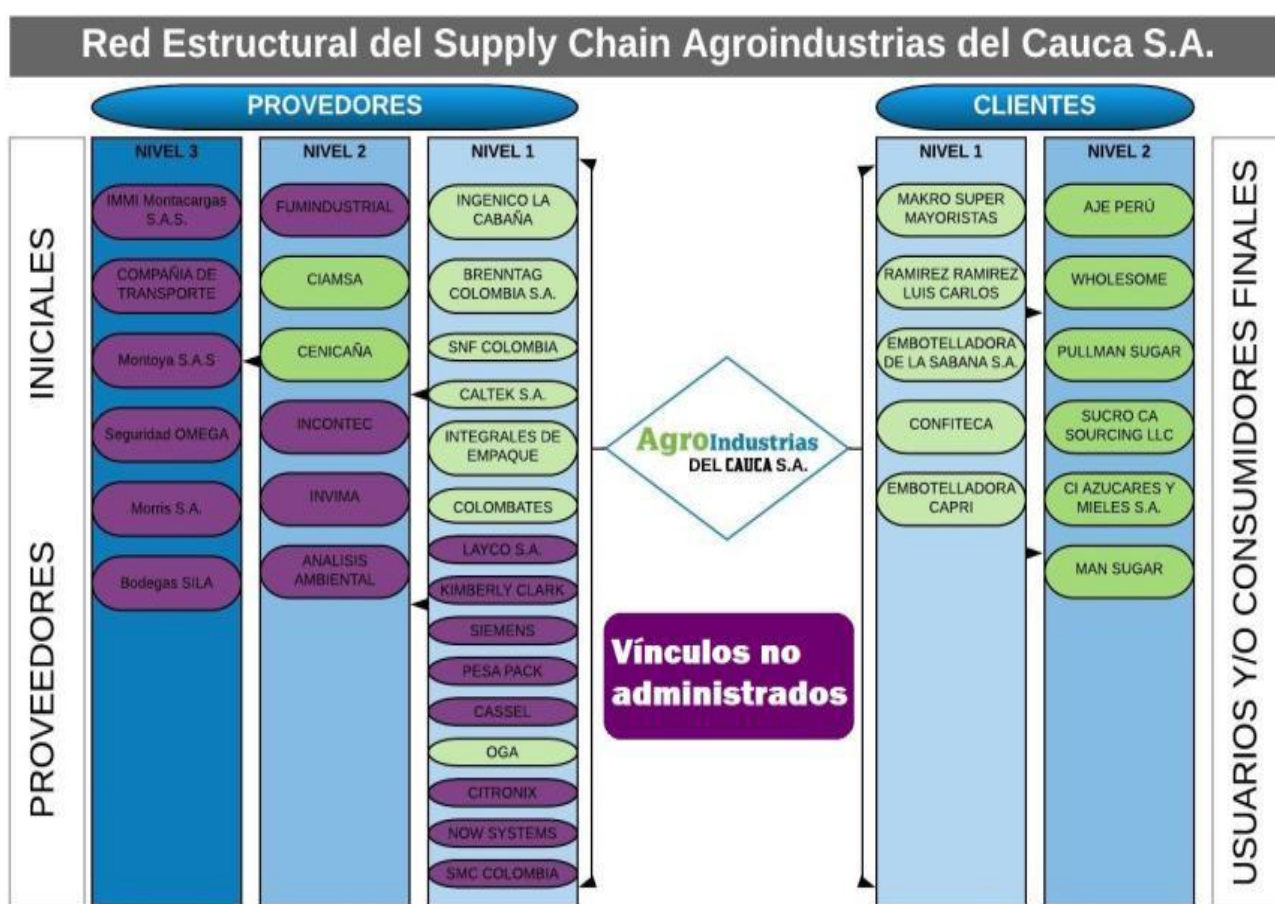 Red Estructural del Supply Chain Agroindustrias del Cauca S.A.
PROVEDORES
CLIENTES
PROVEEDORES INICIALES
NIVEL 3
IMMI Montacargas
S.A.S.
COMPAÑIA DE
TRANSPORTE
Montoya S.A.S
Seguridad OMEGA
Morris S.A.
Bodegas SILA
NIVEL 2
FUMINDUSTRIAL
CIAMSA
CENICAÑA
INCONTEC
INVIMA
ANALISIS
AMBIENTAL
NIVEL 1
INGENICO LA
CABAÑA
BRENNTAG
COLOMBIA S.A.
SNF COLOMBIA
CALTEK S.A.
INTEGRALES DE
EMPAQUE
COLOMBATES
LAYCO S.A.
KIMBERLY CLARK
SIEMENS
PESA PACK
CASSEL
OGA
CITRONIX
NOW SYSTEMS
SMC COLOMBIA
AgroIndustrias
DEL CAUCA S.A.
Vínculos no
administrados
NIVEL 1
MAKRO SUPER
MAYORISTAS
RAMIREZ RAMIREZ
LUIS CARLOS
EMBOTELLADORA
DE LA SABANA S.A.
CONFITECA
EMBOTELLADORA
CAPRI
NIVEL 2
AJE PERÚ
WHOLESOME
PULLMAN SUGAR
SUCRO CA
SOURCING LLC
CI AZUCARES Y
MIELES S.A.
MAN SUGAR
USUARIOS Y/O CONSUMIDORES FINALES